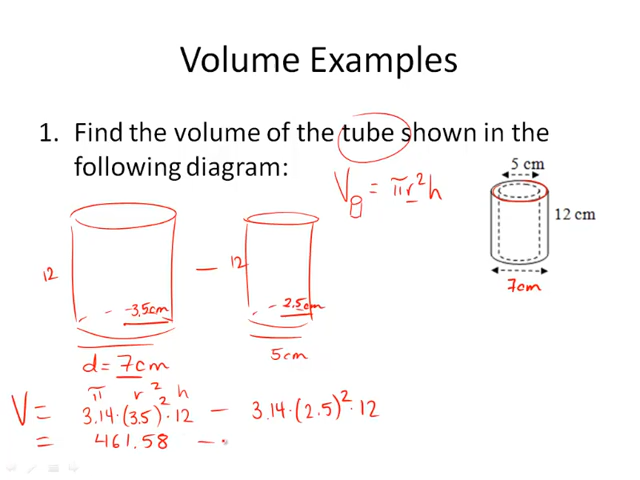 Volume Examples
1. Find the volume of the tube shown in the
following diagram:
5 cm
V = πr²h
12 cm
7cm
12
12
3.5cm
2.5cm
d = 7cm
5cm
π r² h
V = 3.14·(3.5)²·12 − 3.14·(2.5)²·12
= 461.58 −